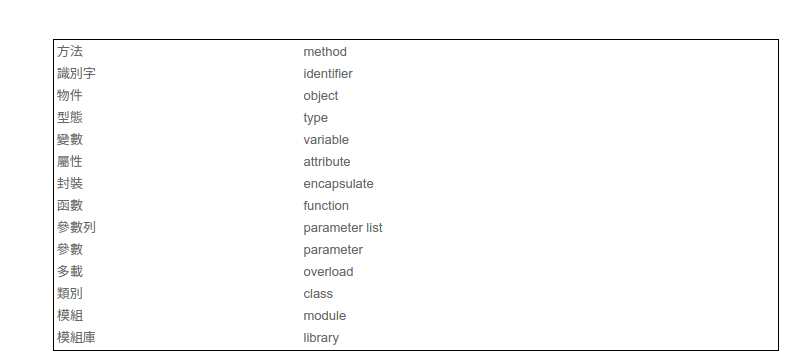 方法 method
識別字 identifier
物件 object
型態 type
變數 variable
屬性 attribute
封裝 encapsulate
函數 function
參數列 parameter list
參數 parameter
多載 overload
類別 class
模組 module
模組庫 library